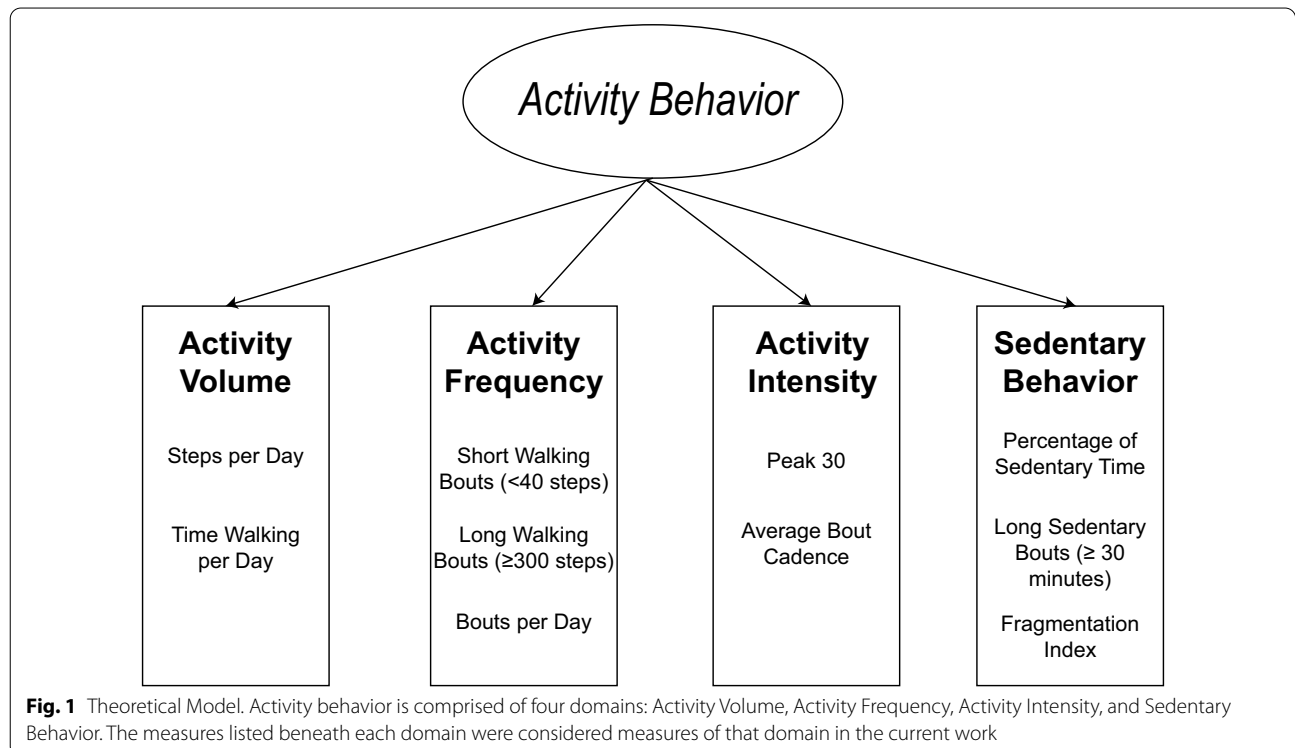 Activity Behavior
Activity
Volume
Steps per Day
Time Walking
per Day
Activity
Frequency
Short Walking
Bouts (<40 steps)
Long Walking
Bouts (≥300 steps)
Bouts per Day
Activity
Intensity
Peak 30
Average Bout
Cadence
Sedentary
Behavior
Percentage of
Sedentary Time
Long Sedentary
Bouts (≥ 30
minutes)
Fragmentation
Index
Fig. 1 Theoretical Model. Activity behavior is comprised of four domains: Activity Volume, Activity Frequency, Activity Intensity, and Sedentary
Behavior. The measures listed beneath each domain were considered measures of that domain in the current work